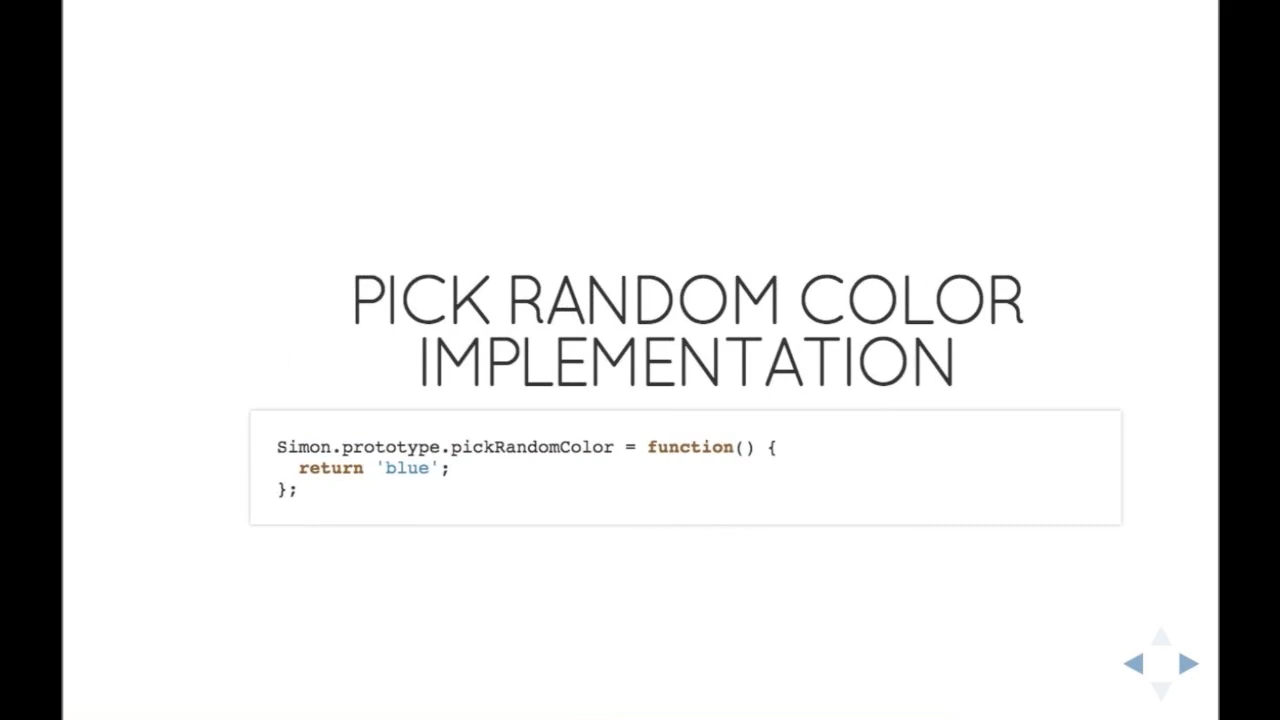 PICK RANDOM COLOR
IMPLEMENTATION
Simon.prototype.pickRandomColor = function() {
  return 'blue';
};